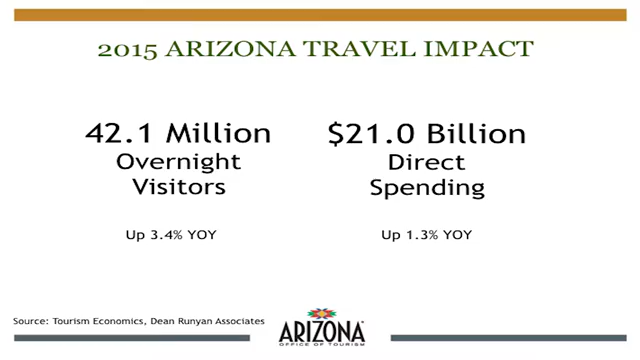 2015 ARIZONA TRAVEL IMPACT
42.1 Million
Overnight
Visitors
Up 3.4% YOY
$21.0 Billion
Direct
Spending
Up 1.3% YOY
Source: Tourism Economics, Dean Runyan Associates
ARIZONA
OFFICE OF TOURISM